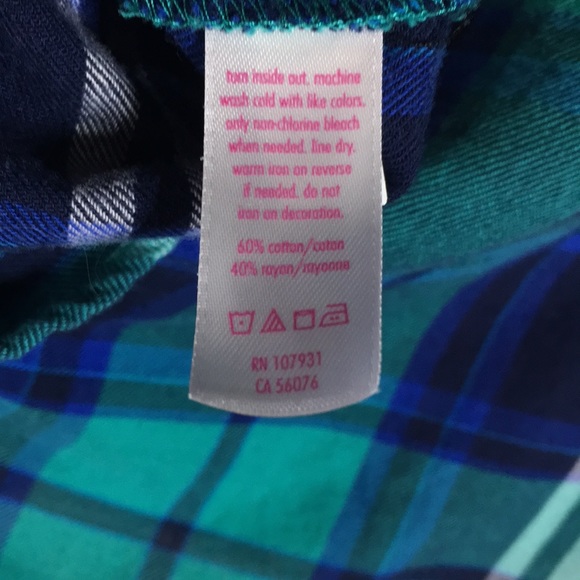 turn inside out. machine
wash cold with like colors.
only non-chlorine bleach
when needed. line dry.
warm iron on reverse
if needed. do not
iron on decoration.
60% cotton/coton
40% rayon/rayonne
RN 107931
CA 56076